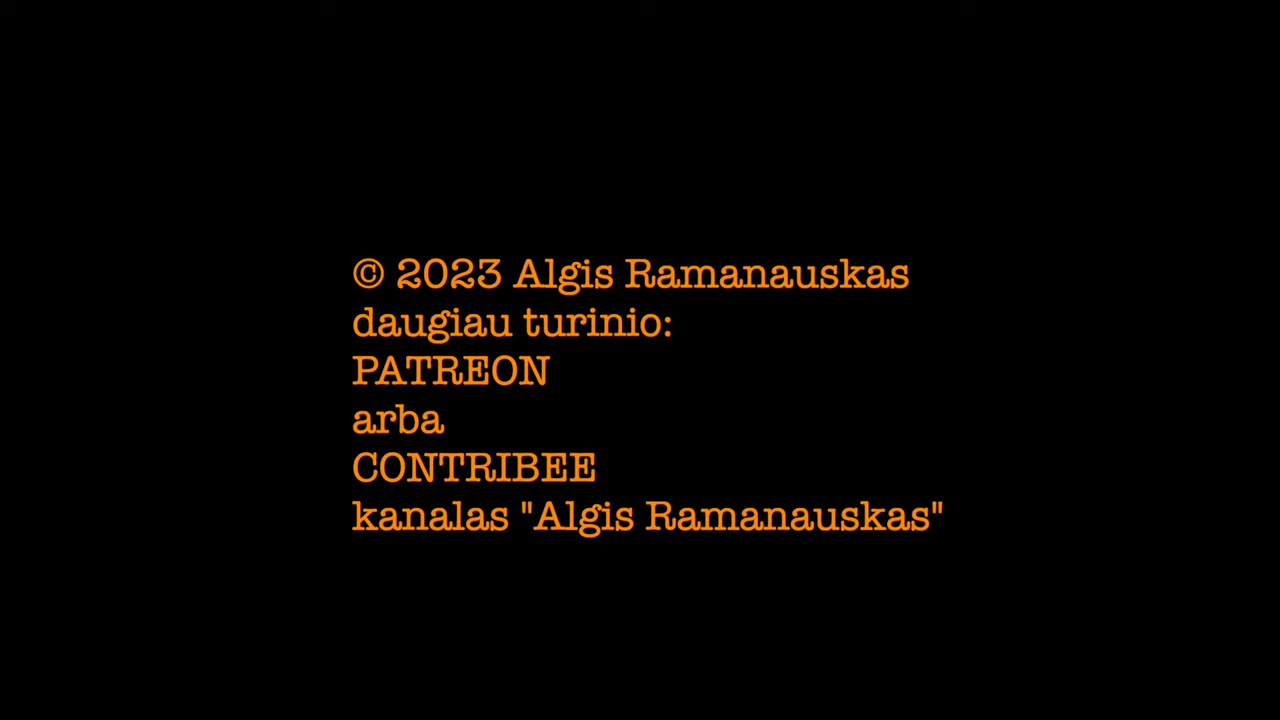 © 2023 Algis Ramanauskas
daugiau turinio:
PATREON
arba
CONTRIBEE
kanalas "Algis Ramanauskas"